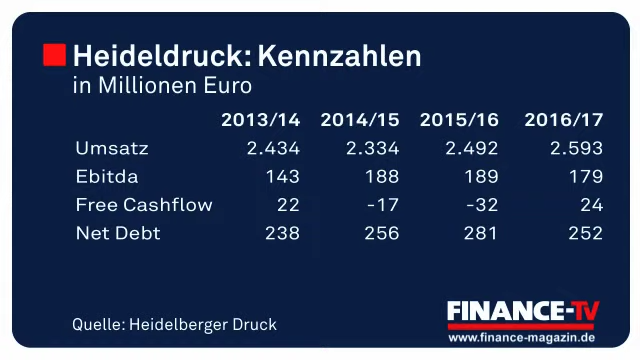 Heideldruck: Kennzahlen
in Millionen Euro
2013/14 2014/15 2015/16 2016/17
Umsatz 2.434 2.334 2.492 2.593
Ebitda 143 188 189 179
Free Cashflow 22 -17 -32 24
Net Debt 238 256 281 252
Quelle: Heidelberger Druck
FINANCE-TV
www.finance-magazin.de